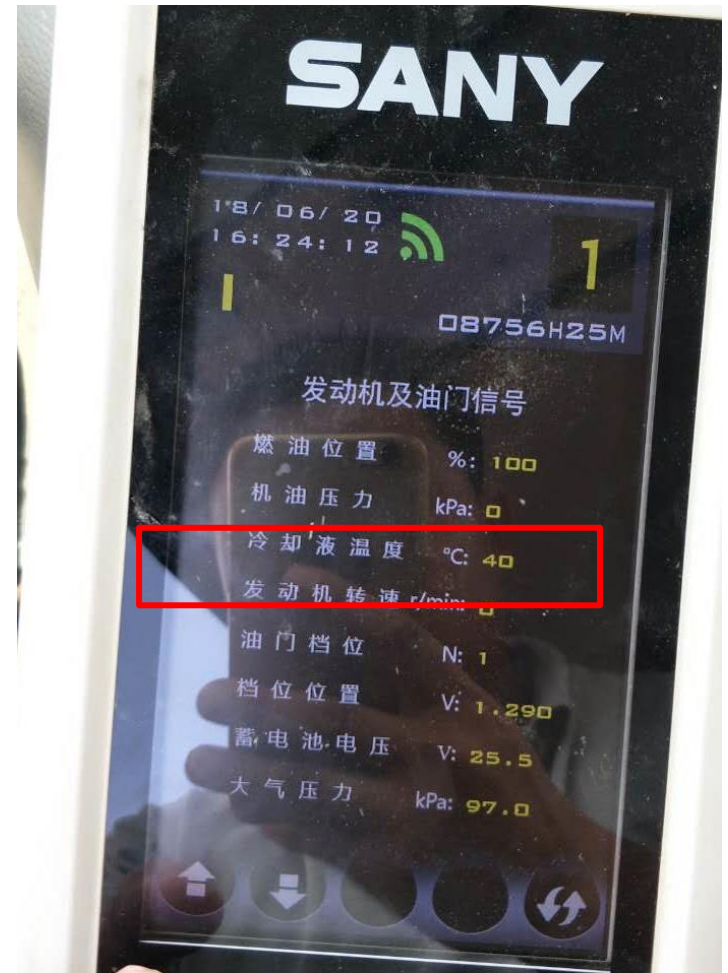 SANY
18/06/20
16:24:12
1
08756H25M
发动机及油门信号
燃油位置 %: 100
机油压力 kPa: 0
冷却液温度 ℃: 40
发动机转速 r/min: 0
油门档位 N: 1
档位位置 V: 1.290
蓄电池电压 V: 25.5
大气压力 kPa: 97.0